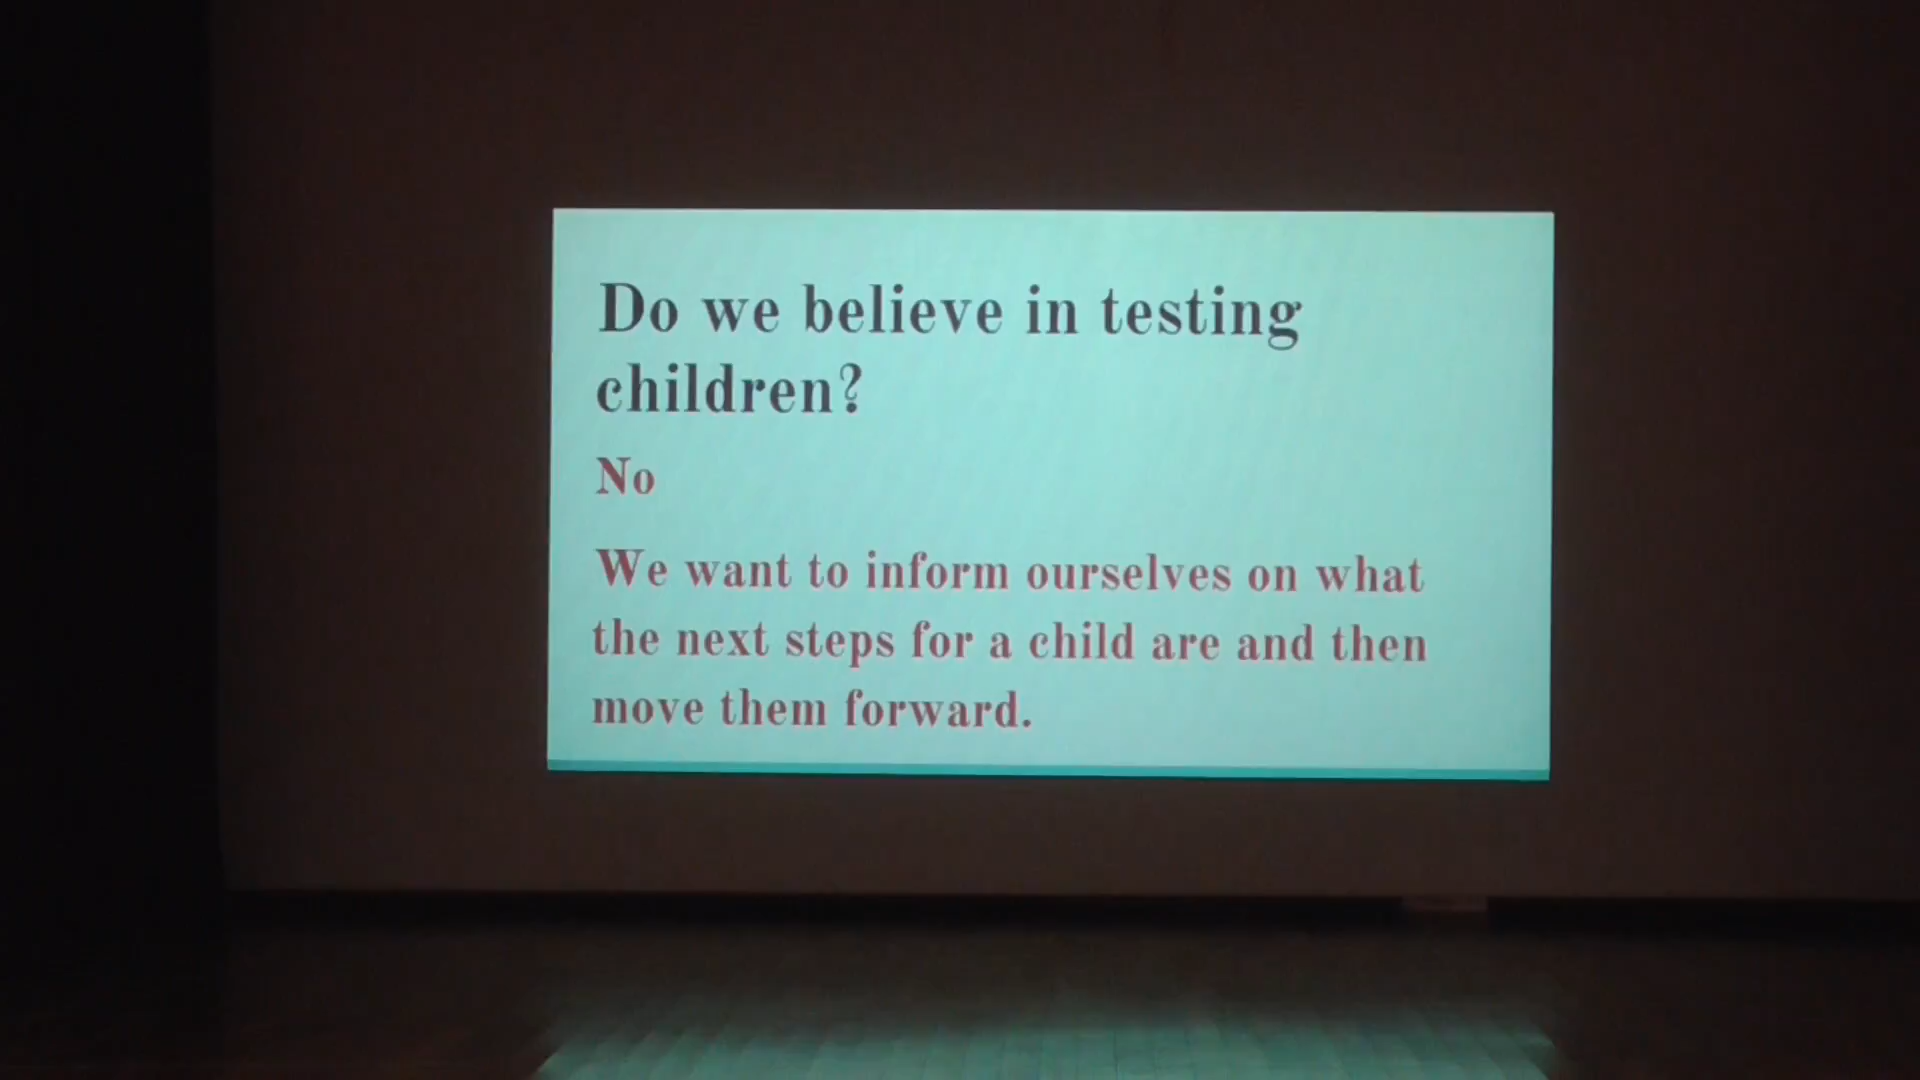 Do we believe in testing
children?
No
We want to inform ourselves on what
the next steps for a child are and then
move them forward.